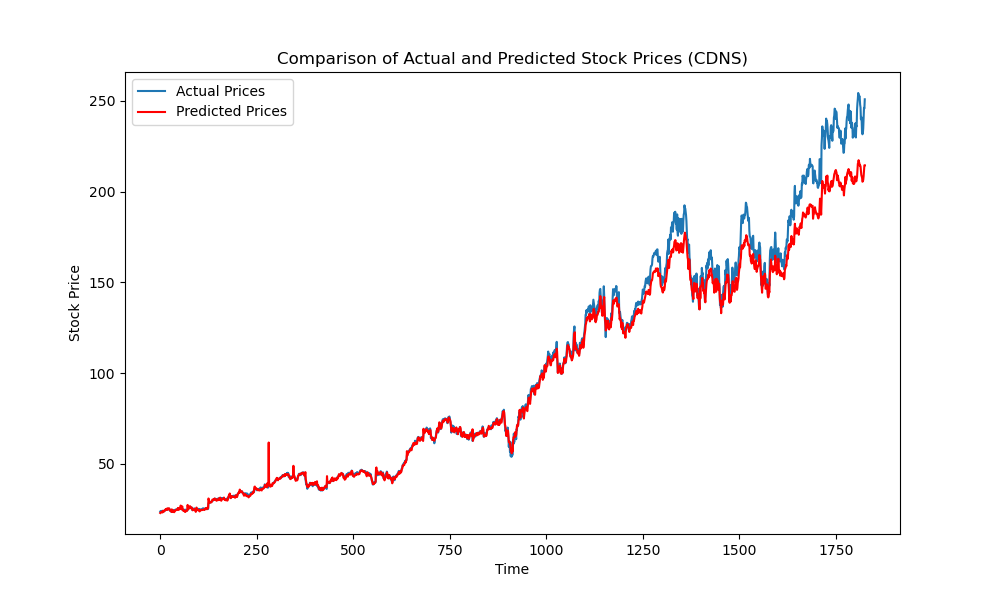 Comparison of Actual and Predicted Stock Prices (CDNS)
Actual Prices
Predicted Prices
250
200
150
100
50
Stock Price
0 250 500 750 1000 1250 1500 1750
Time